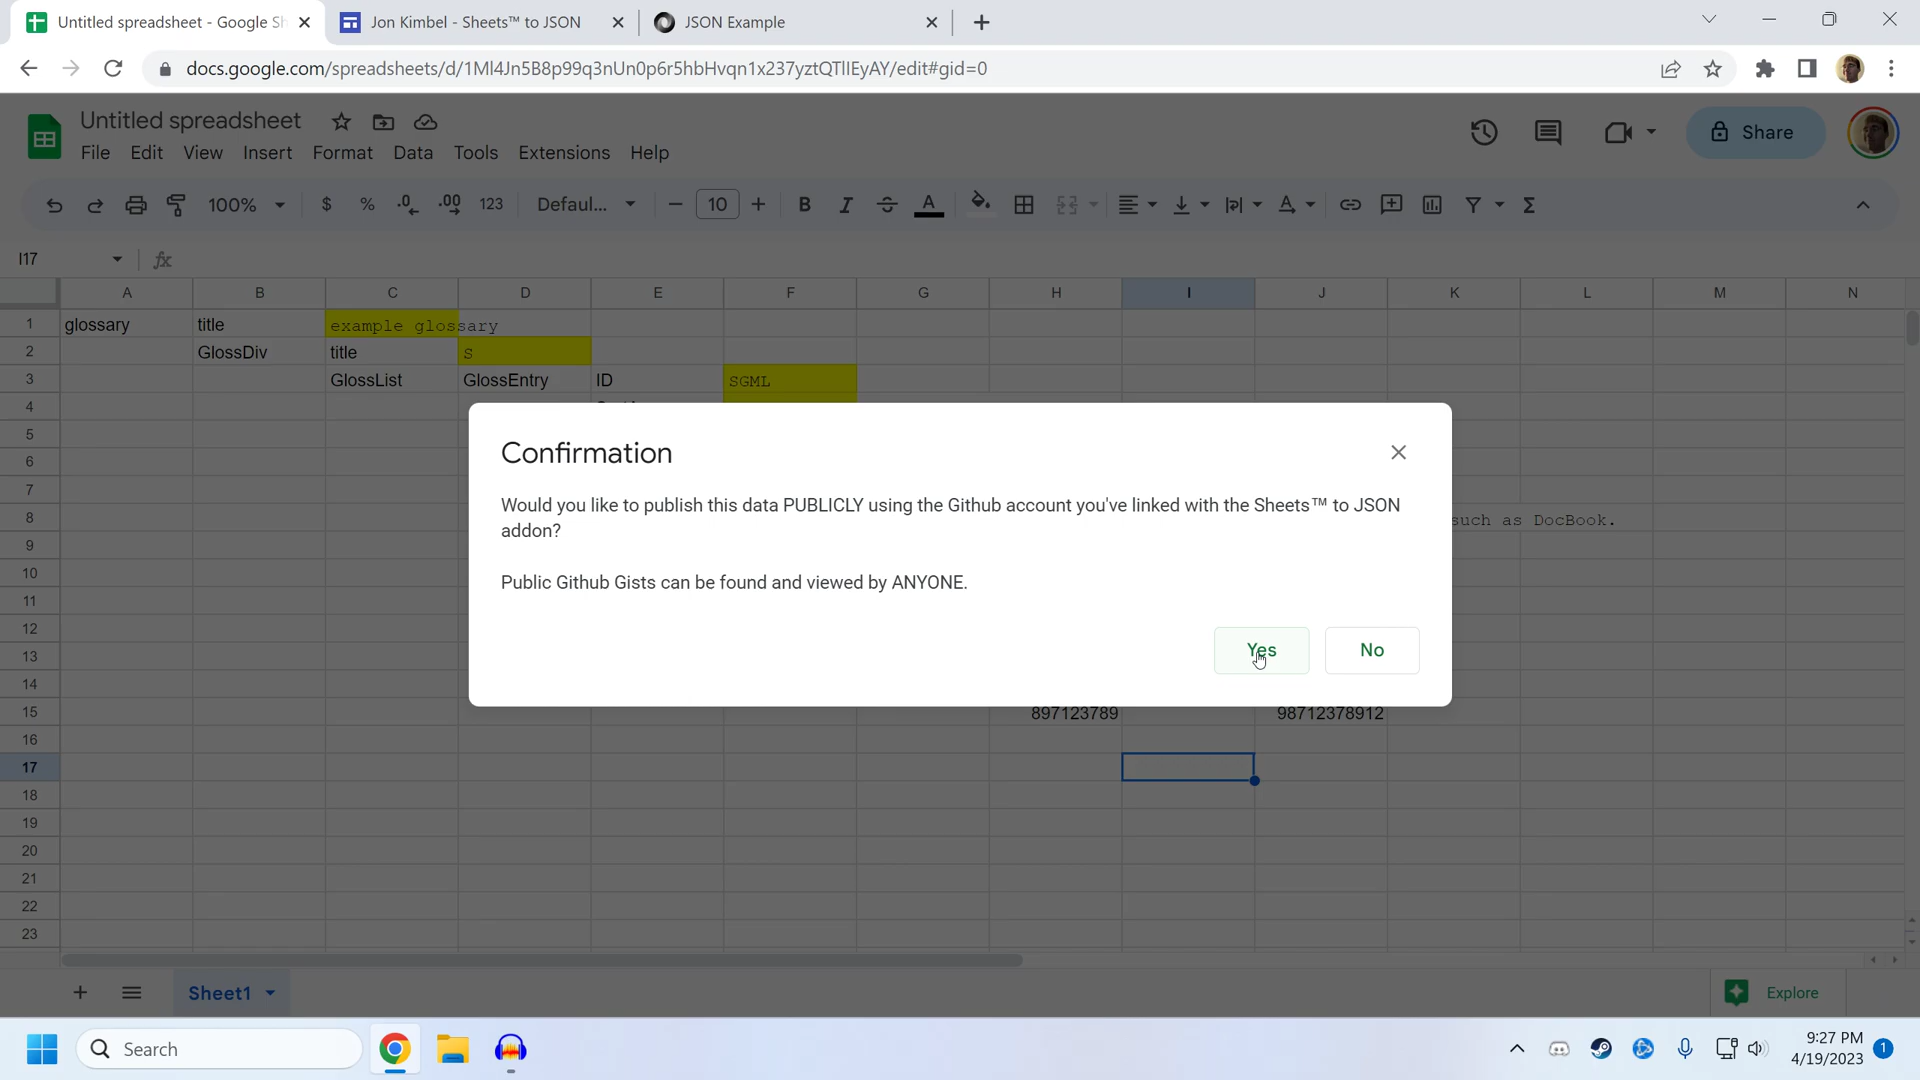 Untitled spreadsheet - Google Sh
Jon Kimbel - Sheets™ to JSON
JSON Example
docs.google.com/spreadsheets/d/1Ml4Jn5B8p99q3nUn0p6r5hbHvqn1x237yztQTlIEyAY/edit#gid=0
Untitled spreadsheet
File Edit View Insert Format Data Tools Extensions Help
Share
100% $ % .0 .00 123 Defaul... 10 B I A
I17 fx
A B C D E F G H I J K L M N
1 glossary title example glossary
2 GlossDiv title S
3 GlossList GlossEntry ID SGML
4
5
6
7
8 such as DocBook.
9
10
11
12
13
14
15 897123789 98712378912
16
17
18
19
20
21
22
23
Confirmation
Would you like to publish this data PUBLICLY using the Github account you've linked with the Sheets™ to JSON
addon?
Public Github Gists can be found and viewed by ANYONE.
Yes No
Sheet1
Explore
Search
9:27 PM
4/19/2023
1